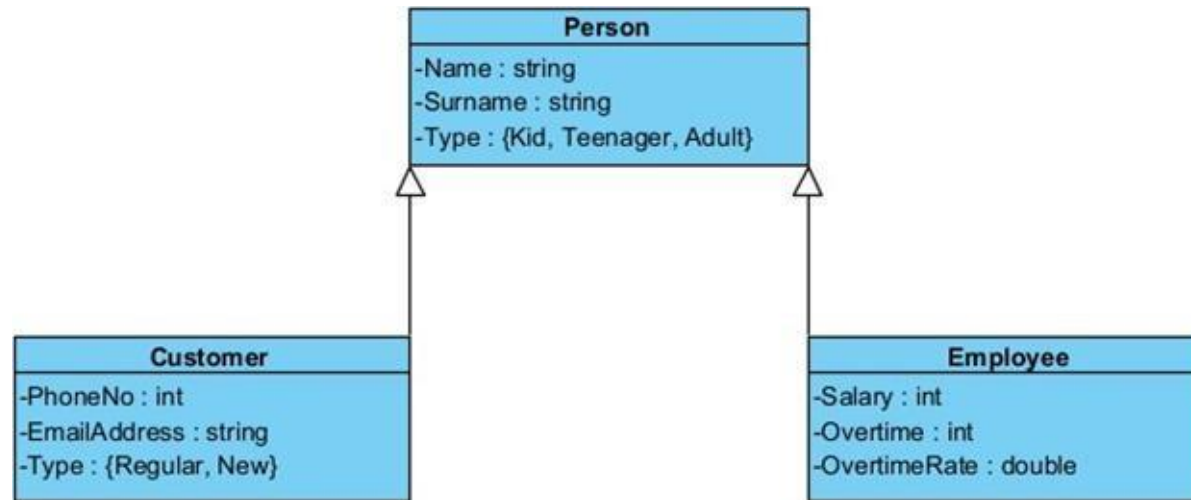 Person
-Name : string
-Surname : string
-Type : {Kid, Teenager, Adult}
Customer
-PhoneNo : int
-EmailAddress : string
-Type : {Regular, New}
Employee
-Salary : int
-Overtime : int
-OvertimeRate : double